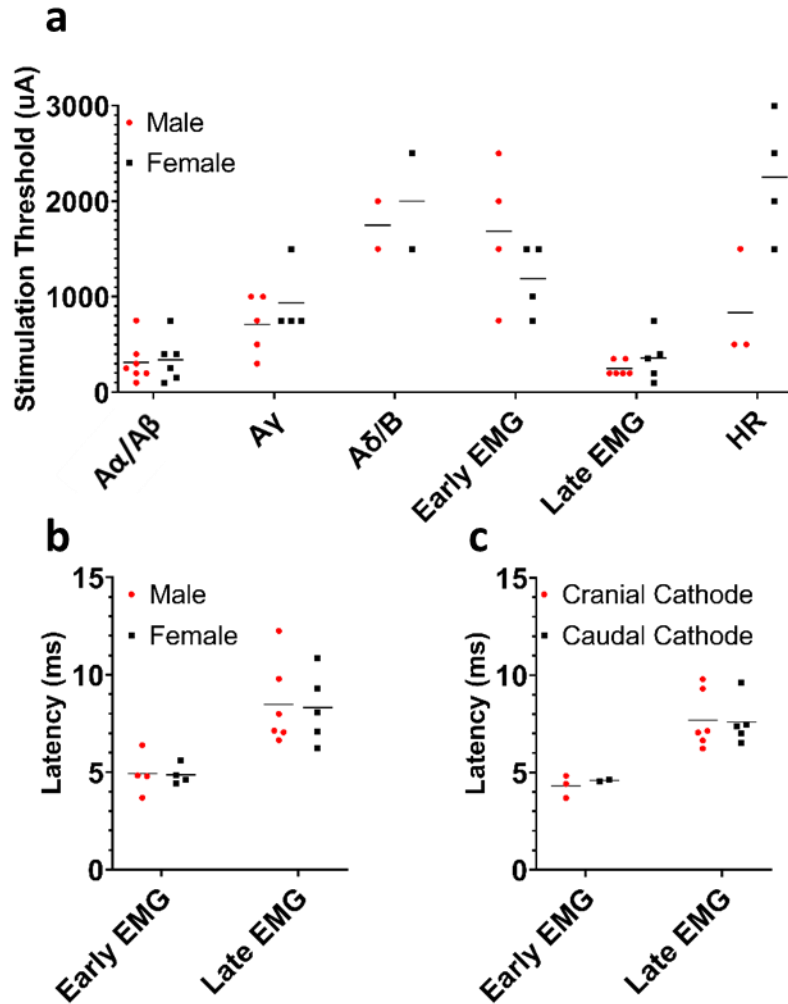 a
Stimulation Threshold (uA)
3000
2000
1000
0
Male
Female
Aα/Aβ
Aγ
Aδ/B
Early EMG
Late EMG
HR
b
Latency (ms)
15
10
5
0
Male
Female
Early EMG
Late EMG
c
Latency (ms)
15
10
5
0
Cranial Cathode
Caudal Cathode
Early EMG
Late EMG